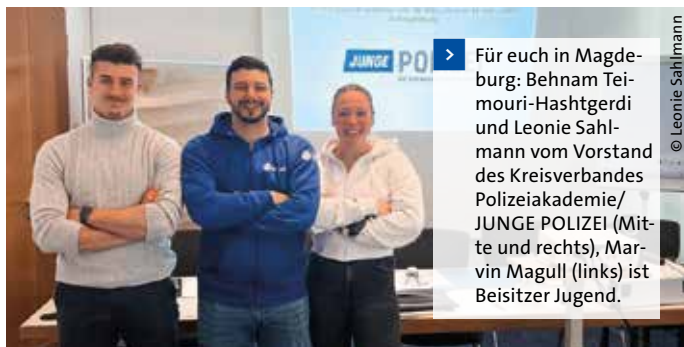 JUNGE POL
> Für euch in Magde-
burg: Behnam Tei-
mouri-Hashtgerdi
und Leonie Sahl-
mann vom Vorstand
des Kreisverbandes
Polizeiakademie/
JUNGE POLIZEI (Mit-
te und rechts), Mar-
vin Magull (links) ist
Beisitzer Jugend.
© Leonie Sahlmann